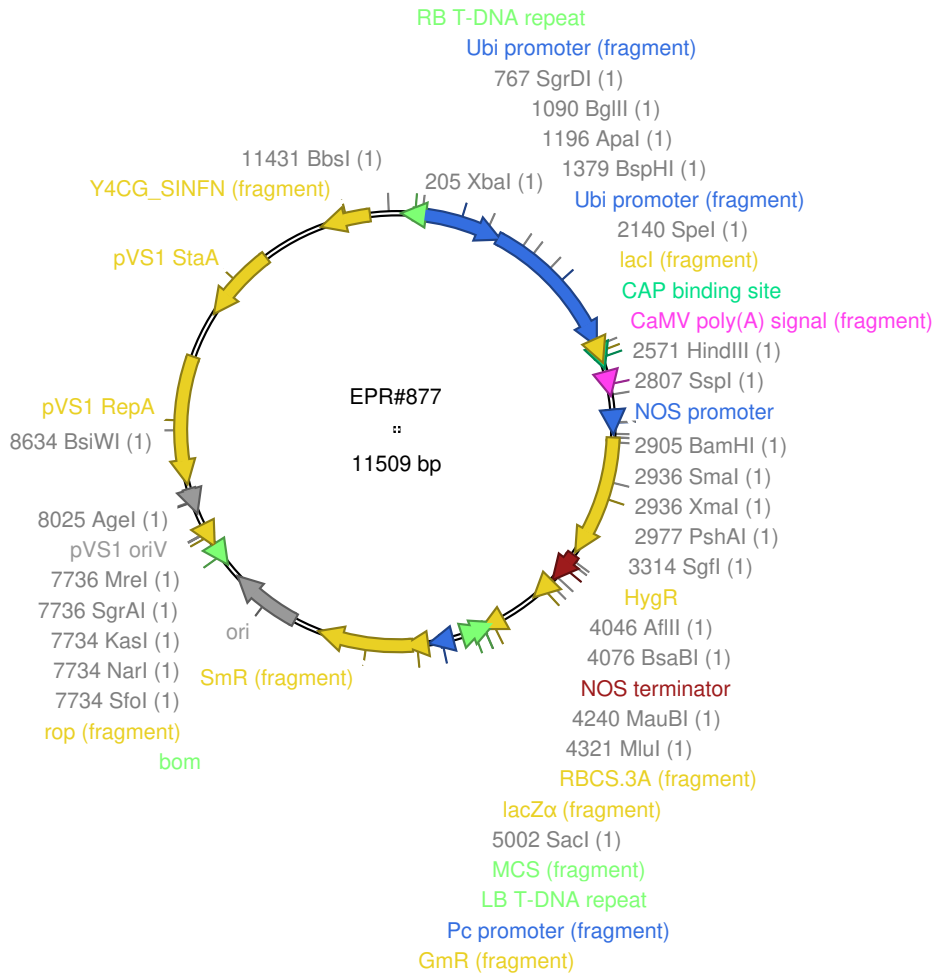 RB T-DNA repeat
Ubi promoter (fragment)
767 SgrDI (1)
1090 BglII (1)
1196 ApaI (1)
11431 BbsI (1)
1379 BspHI (1)
Y4CG_SINFN (fragment)
205 XbaI (1)
Ubi promoter (fragment)
2140 SpeI (1)
pVS1 StaA
lacI (fragment)
CAP binding site
CaMV poly(A) signal (fragment)
2571 HindIII (1)
2807 SspI (1)
EPR#877
pVS1 RepA
NOS promoter
8634 BsiWI (1)
2905 BamHI (1)
11509 bp
2936 SmaI (1)
2936 XmaI (1)
8025 AgeI (1)
2977 PshAI (1)
pVS1 oriV
3314 SgfI (1)
7736 MreI (1)
HygR
7736 SgrAI (1)
4046 AflII (1)
ori
7734 KasI (1)
4076 BsaBI (1)
7734 NarI (1)
SmR (fragment)
NOS terminator
7734 SfoI (1)
4240 MauBI (1)
rop (fragment)
4321 MluI (1)
bom
RBCS.3A (fragment)
lacZα (fragment)
5002 SacI (1)
MCS (fragment)
LB T-DNA repeat
Pc promoter (fragment)
GmR (fragment)